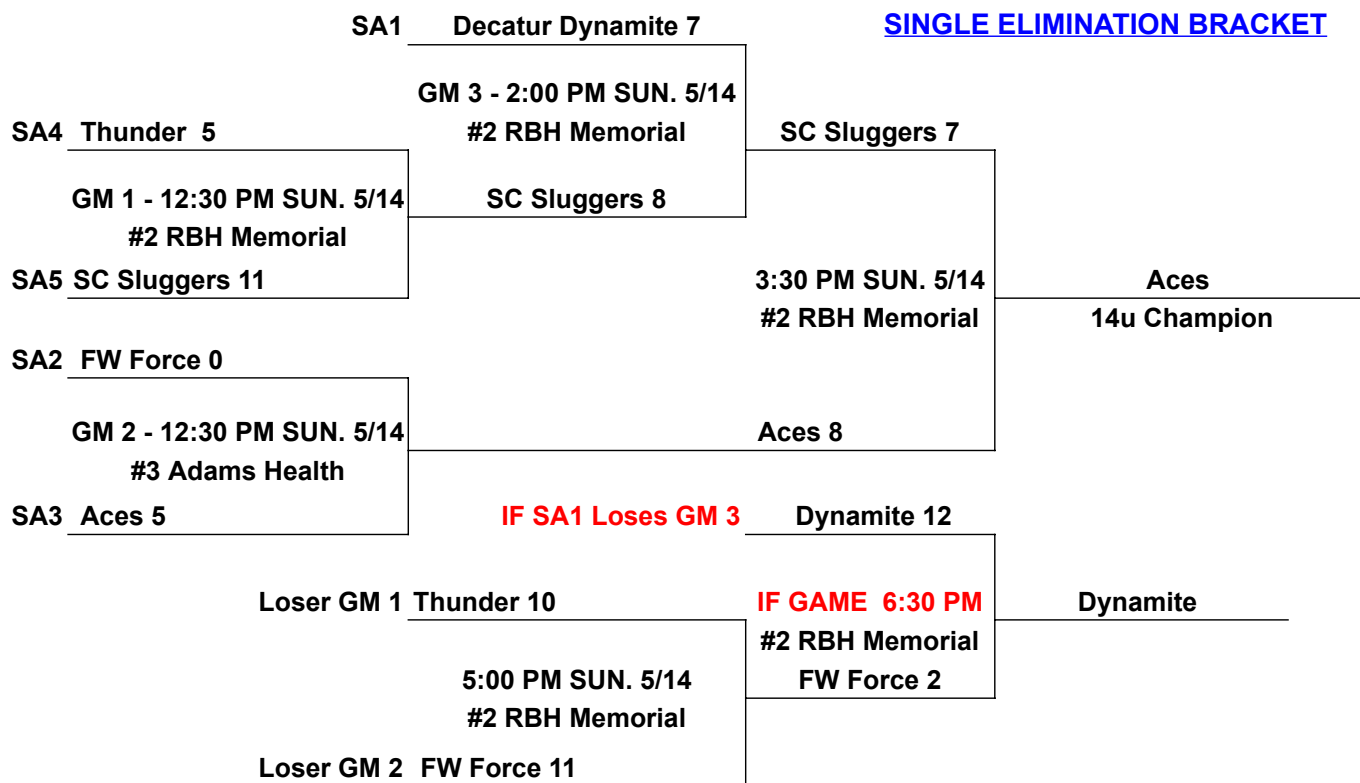 SA1 Decatur Dynamite 7
SINGLE ELIMINATION BRACKET
GM 3 - 2:00 PM SUN. 5/14
#2 RBH Memorial
SA4 Thunder 5
SC Sluggers 7
GM 1 - 12:30 PM SUN. 5/14
#2 RBH Memorial
SC Sluggers 8
SA5 SC Sluggers 11
3:30 PM SUN. 5/14
#2 RBH Memorial
Aces
14u Champion
SA2 FW Force 0
GM 2 - 12:30 PM SUN. 5/14
#3 Adams Health
Aces 8
SA3 Aces 5
IF SA1 Loses GM 3 Dynamite 12
Loser GM 1 Thunder 10
IF GAME 6:30 PM
#2 RBH Memorial
Dynamite
5:00 PM SUN. 5/14
#2 RBH Memorial
FW Force 2
Loser GM 2 FW Force 11